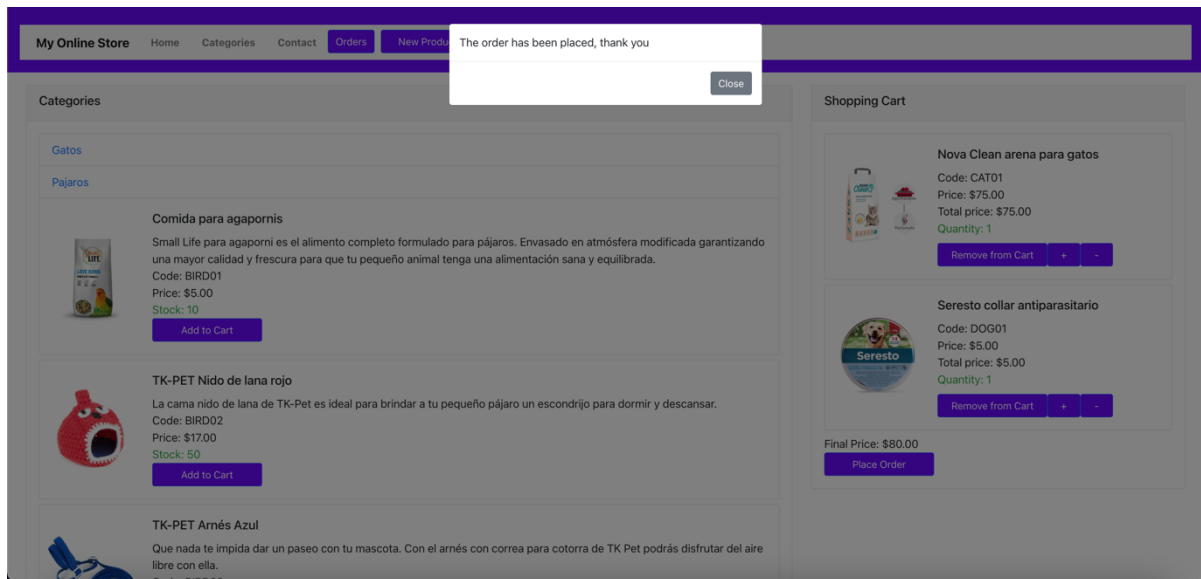 My Online Store
Home
Categories
Contact
Orders
New Produ
The order has been placed, thank you
Close
Categories
Gatos
Pajaros
Comida para agapornis
Small Life para agaporni es el alimento completo formulado para pájaros. Envasado en atmósfera modificada garantizando
una mayor calidad y frescura para que tu pequeño animal tenga una alimentación sana y equilibrada.
Code: BIRD01
Price: $5.00
Stock: 10
Add to Cart
TK-PET Nido de lana rojo
La cama nido de lana de TK-Pet es ideal para brindar a tu pequeño pájaro un escondrijo para dormir y descansar.
Code: BIRD02
Price: $17.00
Stock: 50
Add to Cart
TK-PET Arnés Azul
Que nada te impida dar un paseo con tu mascota. Con el arnés con correa para cotorra de TK Pet podrás disfrutar del aire
libre con ella.
Shopping Cart
Nova Clean arena para gatos
Code: CAT01
Price: $75.00
Total price: $75.00
Quantity: 1
Remove from Cart
+
-
Seresto collar antiparasitario
Seresto
Code: DOG01
Price: $5.00
Total price: $5.00
Quantity: 1
Remove from Cart
+
-
Final Price: $80.00
Place Order